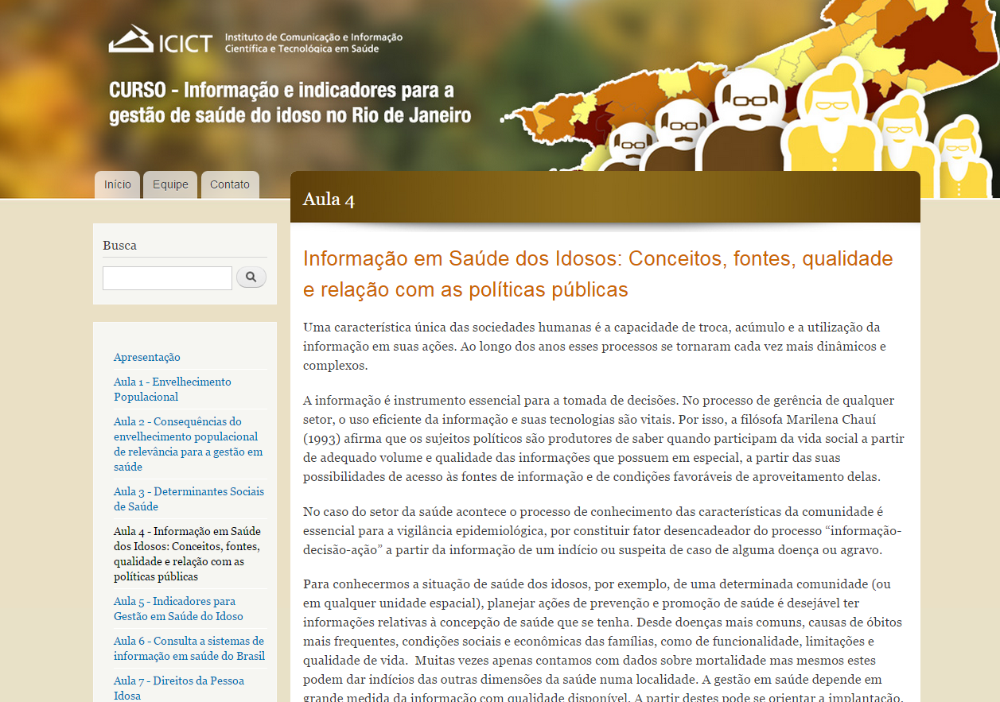 ICICT
Instituto de Comunicação e Informação
Científica e Tecnológica em Saúde
CURSO - Informação e indicadores para a
gestão de saúde do idoso no Rio de Janeiro
Início
Equipe
Contato
Busca
Apresentação
Aula 1 - Envelhecimento
Populacional
Aula 2 - Consequências do
envelhecimento populacional
de relevância para a gestão em
saúde
Aula 3 - Determinantes Sociais
de Saúde
Aula 4 - Informação em Saúde
dos Idosos: Conceitos, fontes,
qualidade e relação com as
políticas públicas
Aula 5 - Indicadores para
Gestão em Saúde do Idoso
Aula 6 - Consulta a sistemas de
informação em saúde do Brasil
Aula 7 - Direitos da Pessoa
Idosa
Aula 4
Informação em Saúde dos Idosos: Conceitos, fontes, qualidade
e relação com as políticas públicas
Uma característica única das sociedades humanas é a capacidade de troca, acúmulo e a utilização da
informação em suas ações. Ao longo dos anos esses processos se tornaram cada vez mais dinâmicos e
complexos.
A informação é instrumento essencial para a tomada de decisões. No processo de gerência de qualquer
setor, o uso eficiente da informação e suas tecnologias são vitais. Por isso, a filósofa Marilena Chauí
(1993) afirma que os sujeitos políticos são produtores de saber quando participam da vida social a partir
de adequado volume e qualidade das informações que possuem em especial, a partir das suas
possibilidades de acesso às fontes de informação e de condições favoráveis de aproveitamento delas.
No caso do setor da saúde acontece o processo de conhecimento das características da comunidade é
essencial para a vigilância epidemiológica, por constituir fator desencadeador do processo “informação-
decisão-ação” a partir da informação de um indício ou suspeita de caso de alguma doença ou agravo.
Para conhecermos a situação de saúde dos idosos, por exemplo, de uma determinada comunidade (ou
em qualquer unidade espacial), planejar ações de prevenção e promoção de saúde é desejável ter
informações relativas à concepção de saúde que se tenha. Desde doenças mais comuns, causas de óbitos
mais frequentes, condições sociais e econômicas das famílias, como de funcionalidade, limitações e
qualidade de vida.  Muitas vezes apenas contamos com dados sobre mortalidade mas mesmos estes
podem dar indícios das outras dimensões da saúde numa localidade. A gestão em saúde depende em
grande medida da informação com qualidade disponível. A partir destes pode se orientar a implantação,